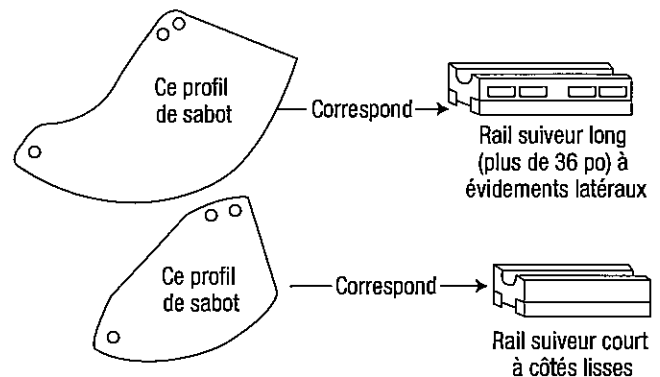 Ce profil
de sabot
Correspond
Rail suiveur long
(plus de 36 po) à
évidements latéraux
Ce profil
de sabot
Correspond
Rail suiveur court
à côtés lisses